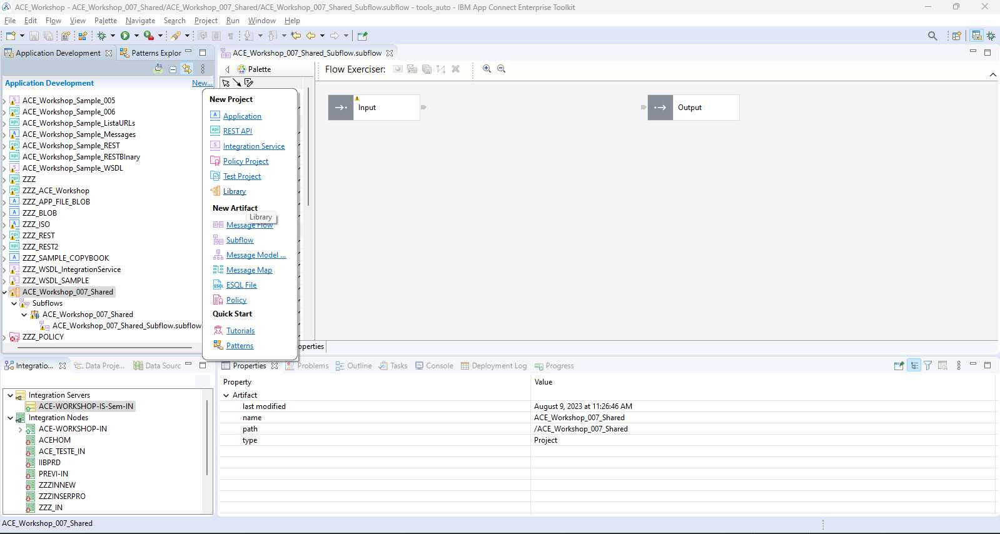 ACE_Workshop - ACE_Workshop_007_Shared/ACE_Workshop_007_Shared/ACE_Workshop_007_Shared_Subflow.subflow - tools_auto - IBM App Connect Enterprise Toolkit
File Edit Flow View Palette Navigate Search Project Run Window Help
Application Development Patterns Explor
ACE_Workshop_007_Shared_Subflow.subflow
Palette
Flow Exerciser:
Application Development New...
ACE_Workshop_Sample_005
ACE_Workshop_Sample_006
ACE_Workshop_Sample_ListaURLs
ACE_Workshop_Sample_Messages
ACE_Workshop_Sample_REST
ACE_Workshop_Sample_RESTBInary
ACE_Workshop_Sample_WSDL
ZZZ
ZZZ_ACE_Workshop
ZZZ_APP_FILE_BLOB
ZZZ_BLOB
ZZZ_ISO
ZZZ_REST
ZZZ_REST2
ZZZ_SAMPLE_COPYBOOK
ZZZ_WSDL_IntegrationService
ZZZ_WSDL_SAMPLE
ACE_Workshop_007_Shared
Subflows
ACE_Workshop_007_Shared
ACE_Workshop_007_Shared_Subflow.subflow
ZZZ_POLICY
New Project
Application
REST API
Integration Service
Policy Project
Test Project
Library
New Artifact
Library
Message Flow
Subflow
Message Model ...
Message Map
ESQL File
Policy
Quick Start
Tutorials
Patterns
Input
Output
operties
Integratio... Data Proje... Data Sourc
Properties Problems Outline Tasks Console Deployment Log Progress
Integration Servers
ACE-WORKSHOP-IS-Sem-IN
Integration Nodes
ACE-WORKSHOP-IN
ACEHOM
ACE_TESTE_IN
IIBPRD
PREVI-IN
ZZZINNEW
ZZZINSERPRO
ZZZ_IN
Property Value
Artifact
last modified August 9, 2023 at 11:26:46 AM
name ACE_Workshop_007_Shared
path /ACE_Workshop_007_Shared
type Project
ACE_Workshop_007_Shared